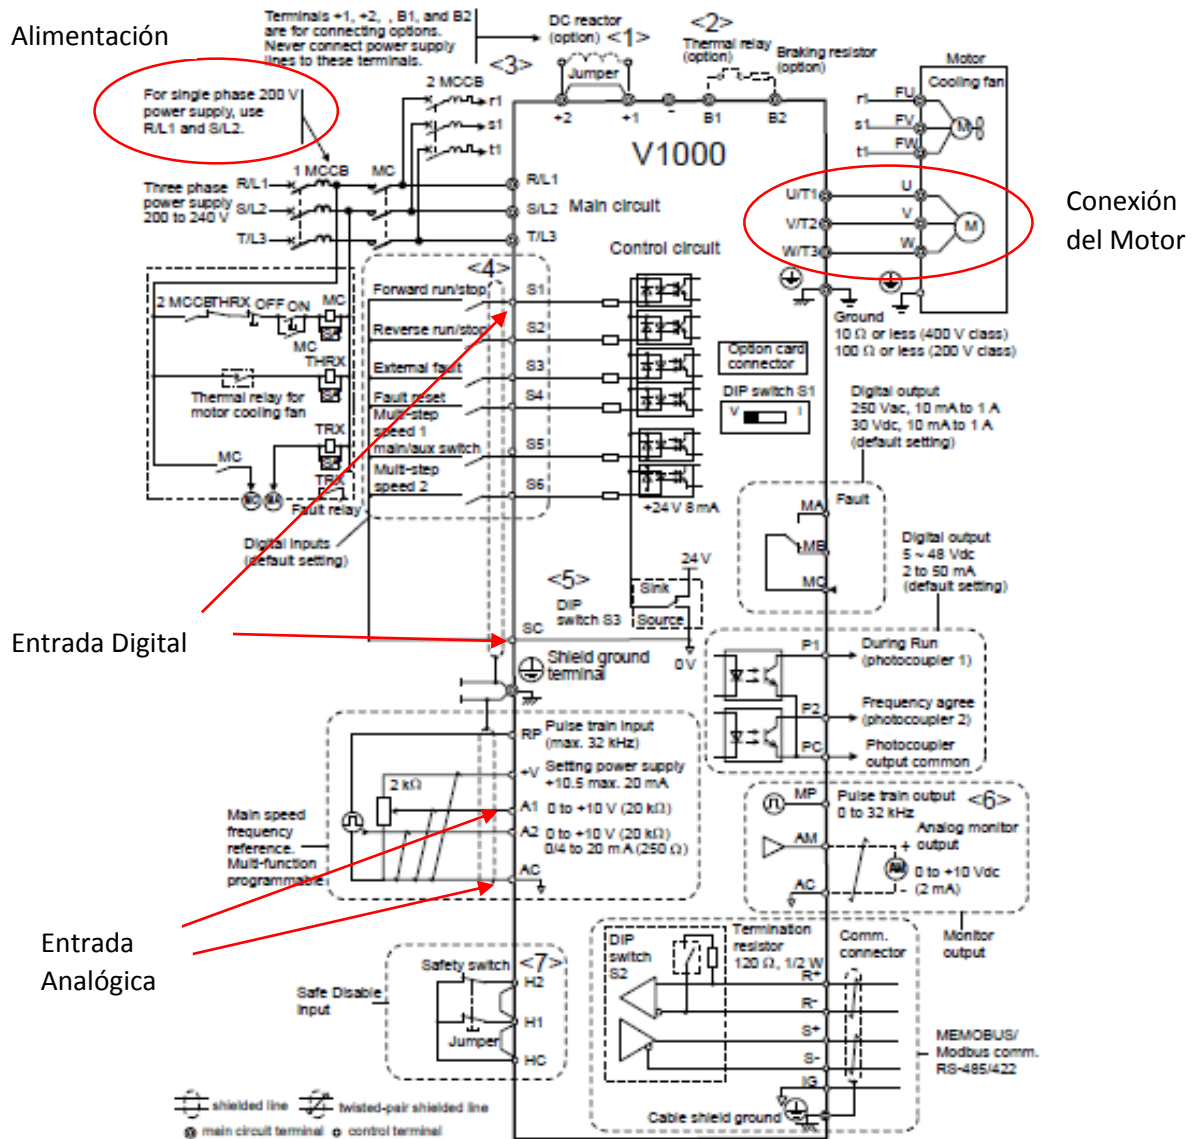 Alimentación
Terminals +1, +2, , B1, and B2
are for connecting options.
Never connect power supply
lines to these terminals.
DC reactor
(option) <1>
Jumper
<2>
Thermal relay
(option)
Braking resistor
(option)
Motor
Cooling fan
<3>
2 MCCB
r1
s1
t1
+2
+1
-
B1
B2
r1
s1
t1
FU
FV
FW
M
For single phase 200 V
power supply, use
R/L1 and S/L2.
V1000
1 MCCB
MC
Three phase
power supply
200 to 240 V
R/L1
S/L2
T/L3
R/L1
S/L2
T/L3
Main circuit
U/T1
V/T2
W/T3
U
V
W
M
Conexión
del Motor
Control circuit
<4>
Ground
10 Ω or less (400 V class)
100 Ω or less (200 V class)
2 MCCB
THRX
OFF
ON
MC
SA
MC
THRX
SA
Thermal relay for
motor cooling fan
TRX
SA
MC
TRX
MC
MA
Fault relay
Forward run/stop
S1
Reverse run/stop
S2
External fault
S3
Fault reset
S4
Multi-step
speed 1
main/aux switch
S5
Multi-step
speed 2
S6
+24 V 8 mA
Digital inputs
(default setting)
Option card
connector
DIP switch S1
V
I
Digital output
250 Vac, 10 mA to 1 A
30 Vdc, 10 mA to 1 A
(default setting)
MA
Fault
MB
MC
Digital output
5 ~ 48 Vdc
2 to 50 mA
(default setting)
<5>
DIP
switch S3
24 V
Sink
Source
0 V
Entrada Digital
SC
Shield ground
terminal
P1
During Run
(photocoupler 1)
P2
Frequency agree
(photocoupler 2)
PC
Photocoupler
output common
RP
Pulse train input
(max. 32 kHz)
+V
Setting power supply
+10.5 max. 20 mA
2 kΩ
A1
0 to +10 V (20 kΩ)
A2
0 to +10 V (20 kΩ)
0/4 to 20 mA (250 Ω)
AC
Main speed
frequency
reference.
Multi-function
programmable
MP
Pulse train output
0 to 32 kHz
<6>
AM
Analog monitor
output
+
AM
0 to +10 Vdc
(2 mA)
-
AC
Monitor
output
Entrada
Analógica
Safety switch
<7>
H2
H1
HC
Jumper
Safe Disable
input
DIP
switch
S2
Termination
resistor
120 Ω, 1/2 W
Comm.
connector
R+
R-
S+
S-
IG
MEMOBUS/
Modbus comm.
RS-485/422
Cable shield ground
shielded line
twisted-pair shielded line
main circuit terminal
control terminal